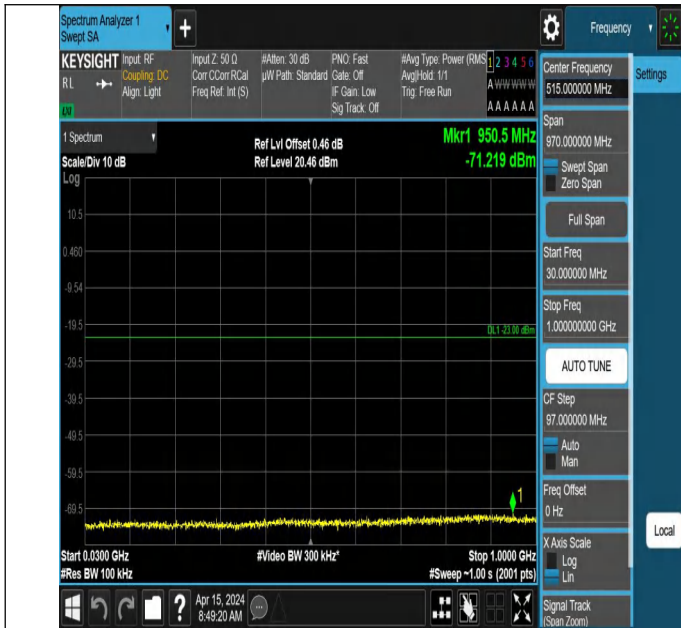 Spectrum Analyzer 1
Swept SA
+
Frequency
KEYSIGHT
RL
Input: RF
Coupling: DC
Align: Light
Input Z: 50 Ω
Corr CCorr RCal
Freq Ref: Int (S)
#Atten: 30 dB
µW Path: Standard
PNO: Fast
Gate: Off
IF Gain: Low
Sig Track: Off
#Avg Type: Power (RMS
Avg|Hold: 1/1
Trig: Free Run
1 2 3 4 5 6
A W W W W W
A A A A A A
1 Spectrum
Scale/Div 10 dB
Log
Ref Lvl Offset 0.46 dB
Ref Level 20.46 dBm
Mkr1 950.5 MHz
-71.219 dBm
10.5
0.460
-9.54
-19.5
-29.5
-39.5
-49.5
-59.5
-69.5
DL1 -23.00 dBm
1
Start 0.0300 GHz
#Res BW 100 kHz
#Video BW 300 kHz*
Stop 1.0000 GHz
#Sweep ~1.00 s (2001 pts)
Center Frequency
515.000000 MHz
Settings
Span
970.000000 MHz
Swept Span
Zero Span
Full Span
Start Freq
30.000000 MHz
Stop Freq
1.000000000 GHz
AUTO TUNE
CF Step
97.000000 MHz
Auto
Man
Freq Offset
0 Hz
X Axis Scale
Log
Lin
Local
Signal Track
(Span Zoom)
?
Apr 15, 2024
8:49:20 AM